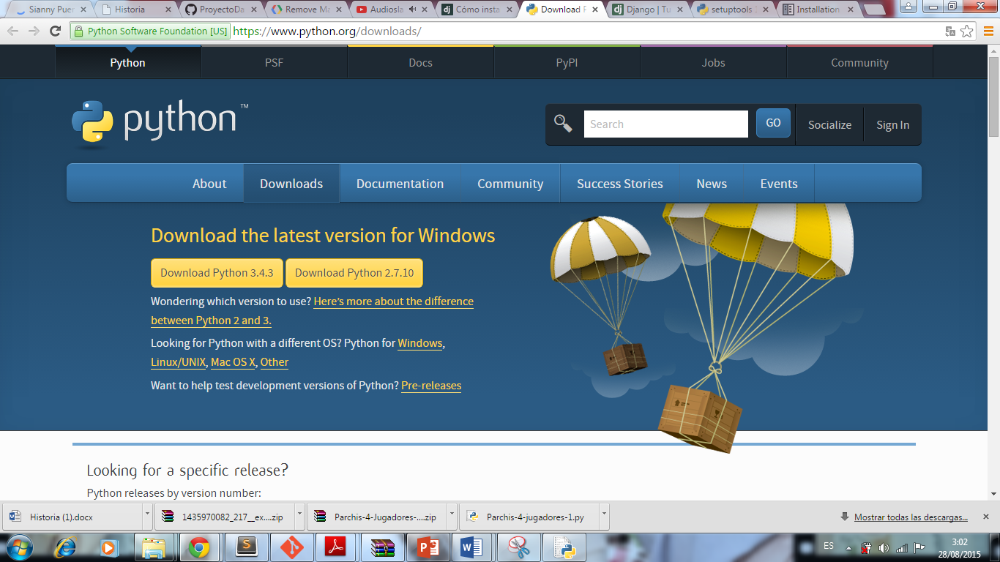 Sianny Puer
Historia
ProyectoDa
Remove Ma
Audiosla
Cómo insta
Download P
Django | Tu
setuptools
Installation
Python Software Foundation [US] https://www.python.org/downloads/
Python PSF Docs PyPI Jobs Community
python™
Search GO Socialize Sign In
About Downloads Documentation Community Success Stories News Events
Download the latest version for Windows
Download Python 3.4.3 Download Python 2.7.10
Wondering which version to use? Here's more about the difference
between Python 2 and 3.
Looking for Python with a different OS? Python for Windows,
Linux/UNIX, Mac OS X, Other
Want to help test development versions of Python? Pre-releases
Looking for a specific release?
Python releases by version number:
Historia (1).docx
1435970082_217__ex....zip
Parchis-4-Jugadores-....zip
Parchis-4-jugadores-1.py
Mostrar todas las descargas...
ES
3:02
28/08/2015